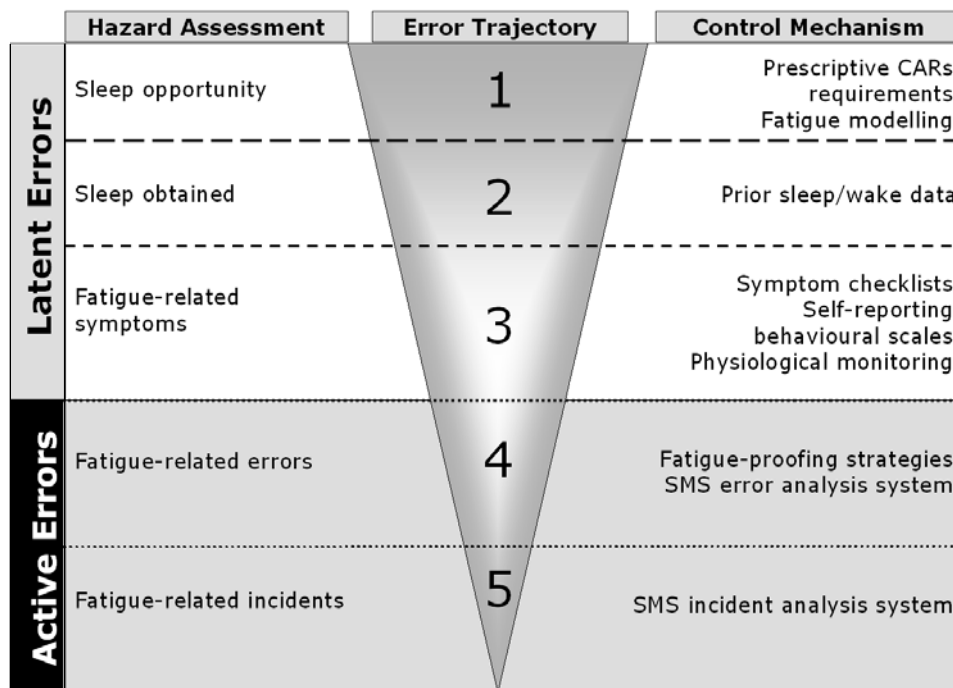 Hazard Assessment
Error Trajectory
Control Mechanism
Latent Errors
Sleep opportunity
1
Prescriptive CARs
requirements
Fatigue modelling
Sleep obtained
2
Prior sleep/wake data
Fatigue-related
symptoms
3
Symptom checklists
Self-reporting
behavioural scales
Physiological monitoring
Active Errors
Fatigue-related errors
4
Fatigue-proofing strategies
SMS error analysis system
Fatigue-related incidents
5
SMS incident analysis system